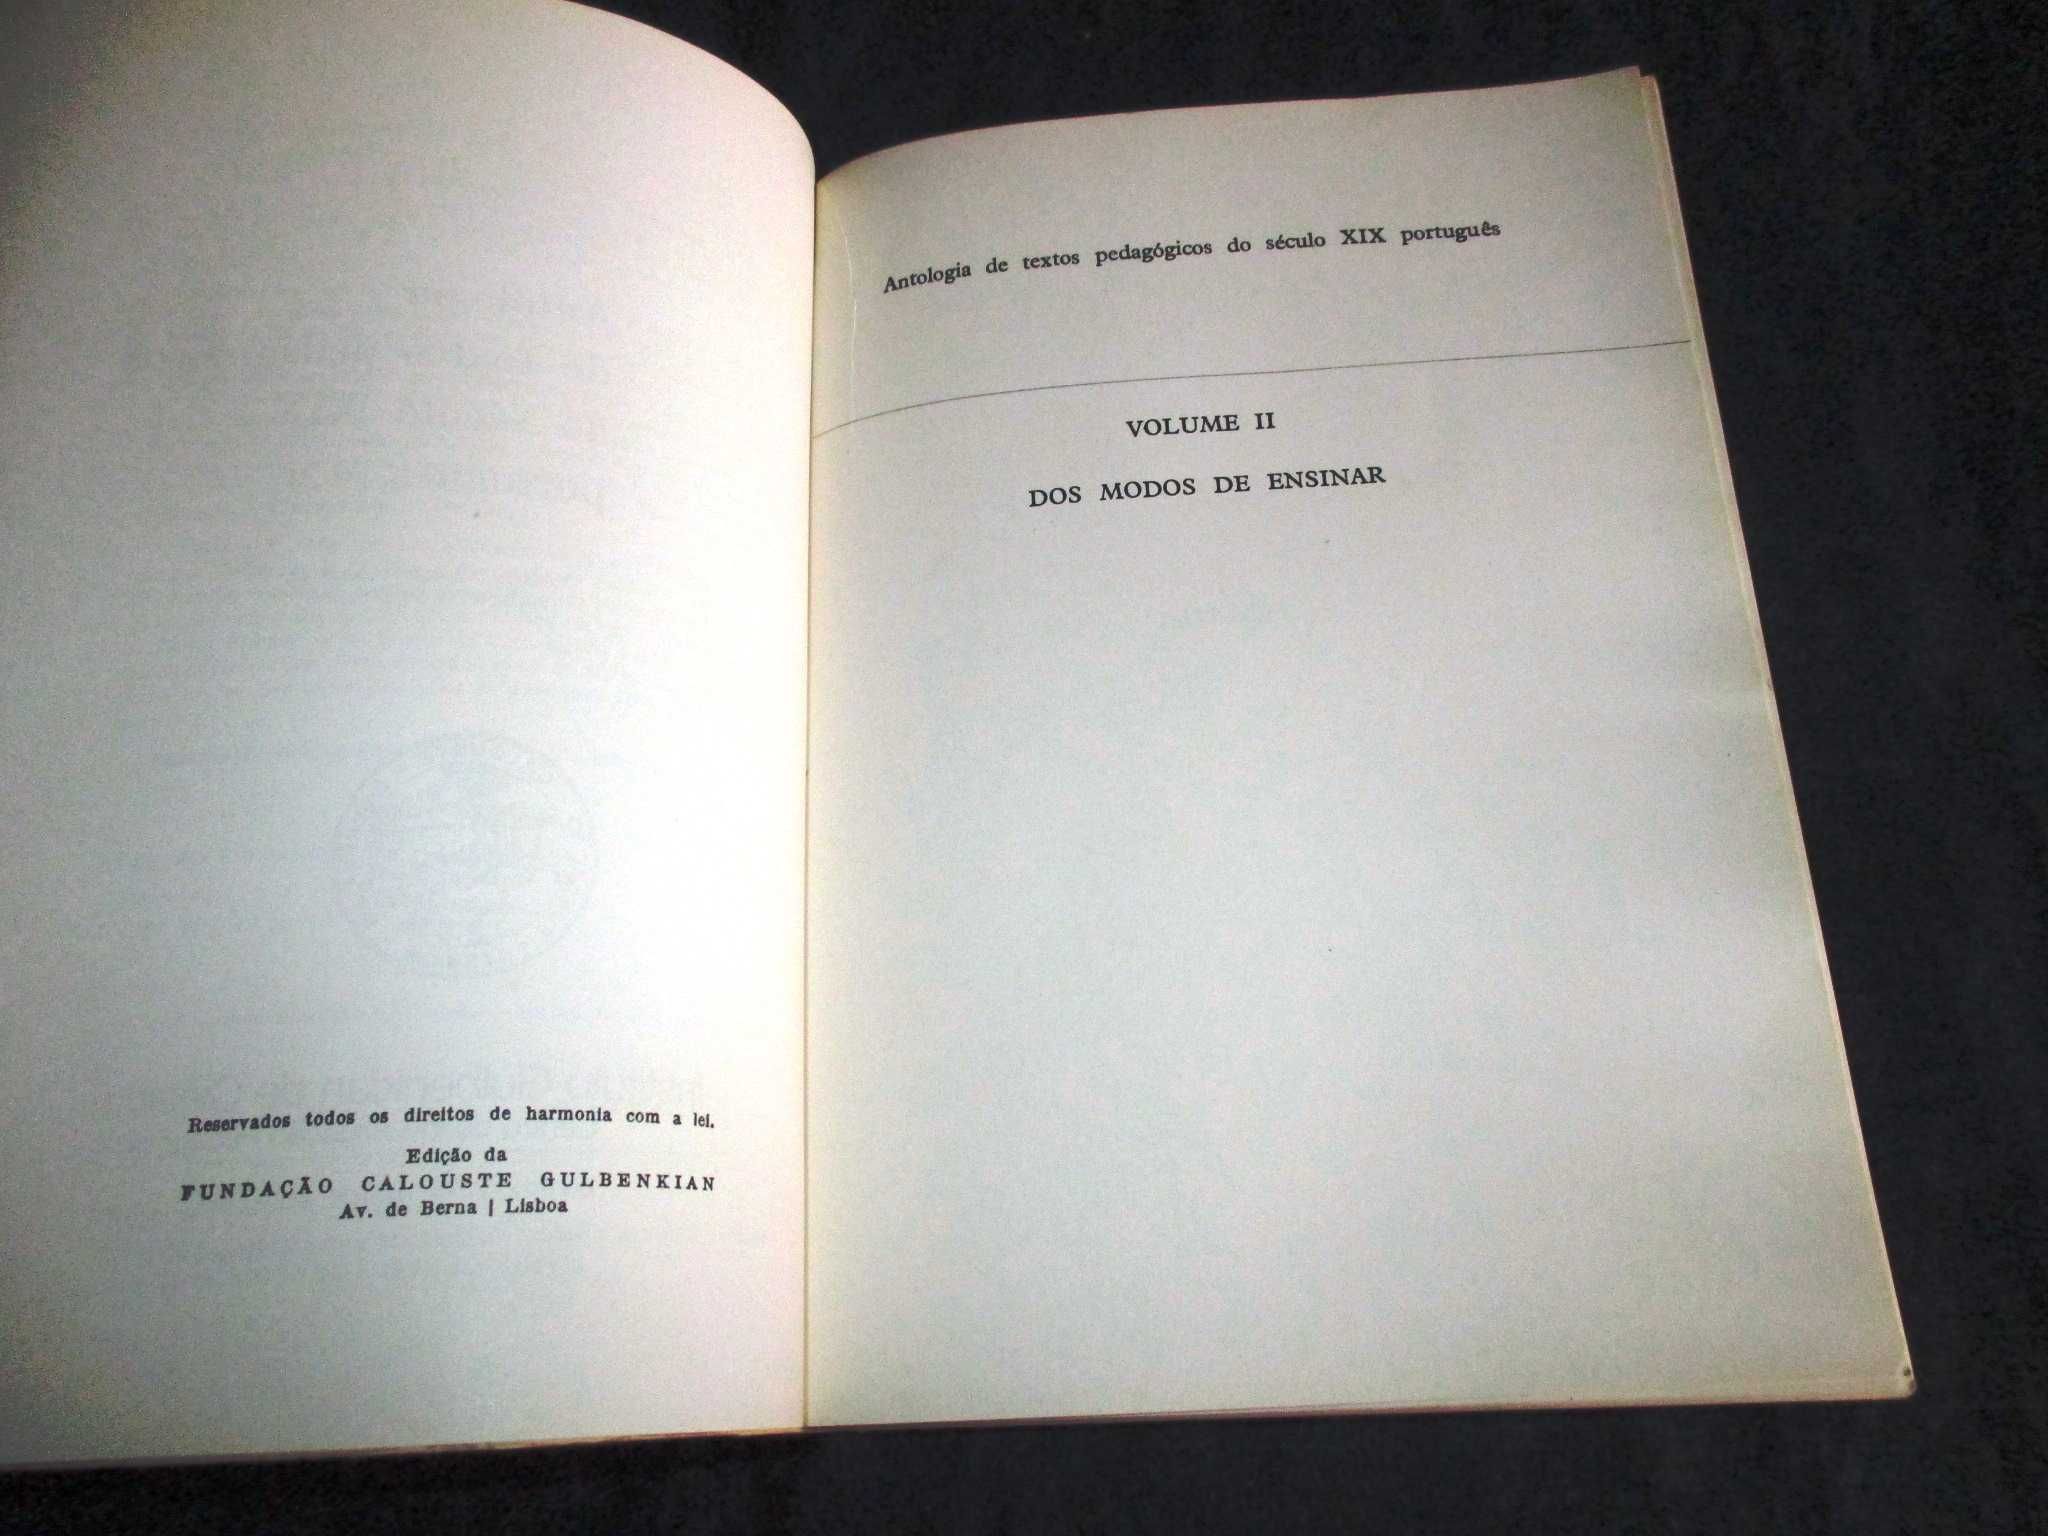 Reservados todos os direitos de harmonia com a lei.
Edição da
FUNDAÇÃO CALOUSTE GULBENKIAN
Av. de Berna | Lisboa
Antologia de textos pedagógicos do século XIX português
VOLUME II
DOS MODOS DE ENSINAR